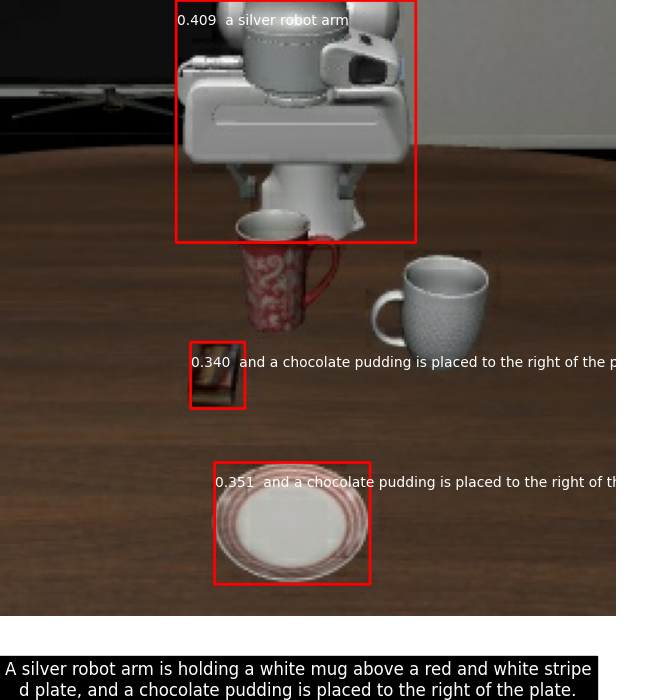 0.409 a silver robot arm
0.340 and a chocolate pudding is placed to the right of the p
0.351 and a chocolate pudding is placed to the right of th
A silver robot arm is holding a white mug above a red and white stripe
d plate, and a chocolate pudding is placed to the right of the plate.